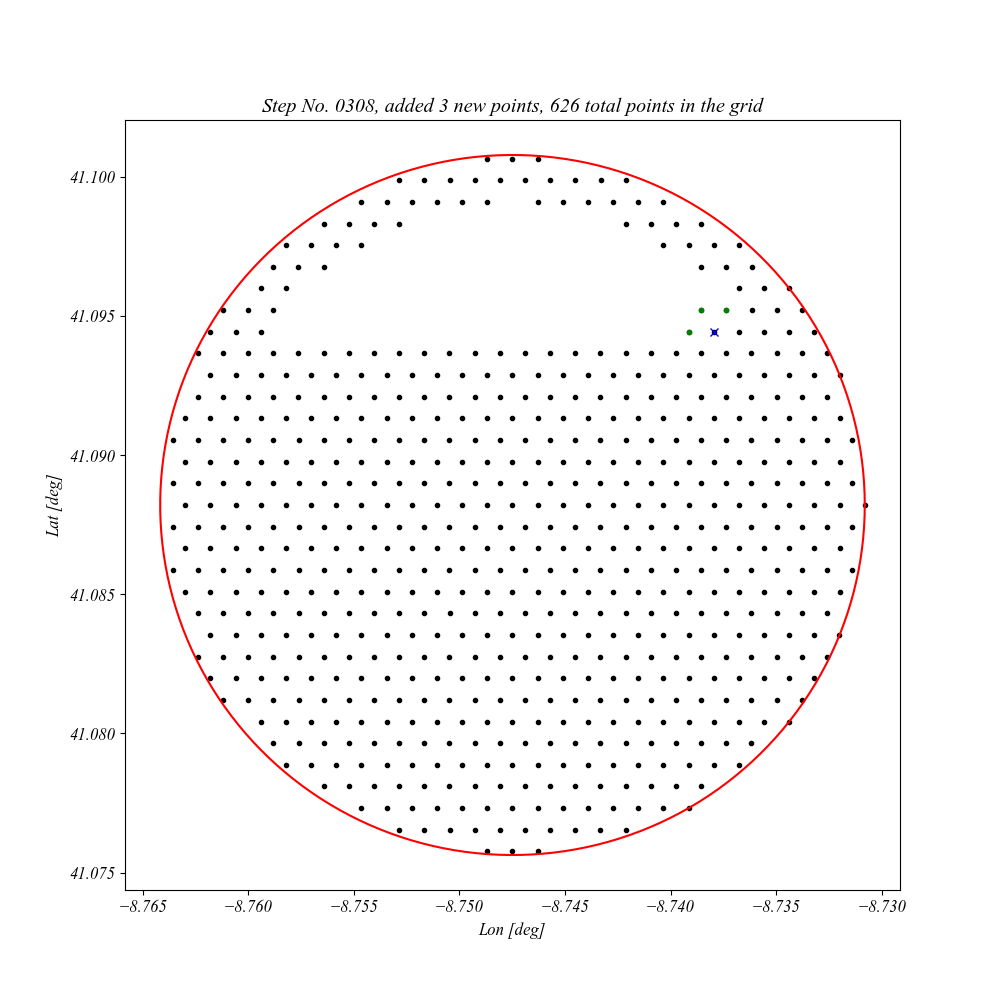 Step No. 0308, added 3 new points, 626 total points in the grid
41.100
41.095
41.090
41.085
41.080
41.075
Lat [deg]
−8.765 −8.760 −8.755 −8.750 −8.745 −8.740 −8.735 −8.730
Lon [deg]